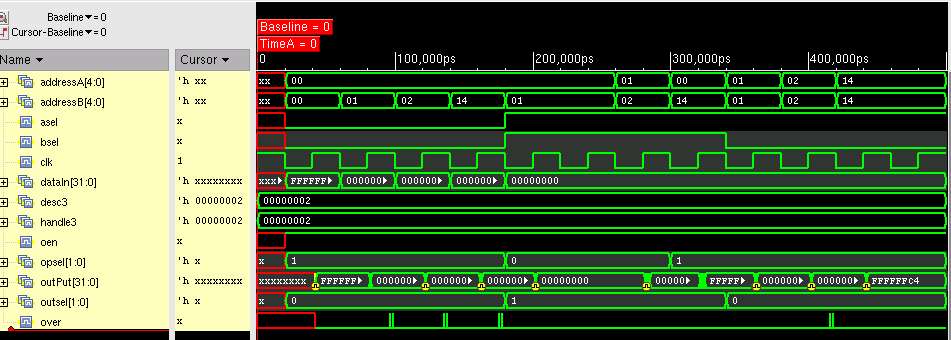 Baseline▼= 0
Cursor-Baseline▼= 0
Baseline = 0
TimeA = 0
Name ▼ Cursor ▼ 0 100,000ps 200,000ps 300,000ps 400,000ps
addressA[4:0] 'h xx xx 00 01 00 01 02 14
addressB[4:0] 'h xx xx 00 01 02 14 01 02 14 01 02 14
asel x
bsel x
clk 1
dataIn[31:0] 'h xxxxxxxx xxx▶ FFFFFF▶ 000000▶ 000000▶ 000000▶ 00000000
desc3 'h 00000002 00000002
handle3 'h 00000002 00000002
oen x
opsel[1:0] 'h x x 1 0 1
outPut[31:0] 'h xxxxxxxx xxxxxxxx FFFFFF▶ 000000▶ 000000▶ 000000▶ 00000000 00000▶ FFFFF▶ 000000▶ 000000▶ FFFFFFc4
outsel[1:0] 'h x x 0 1 0
over x